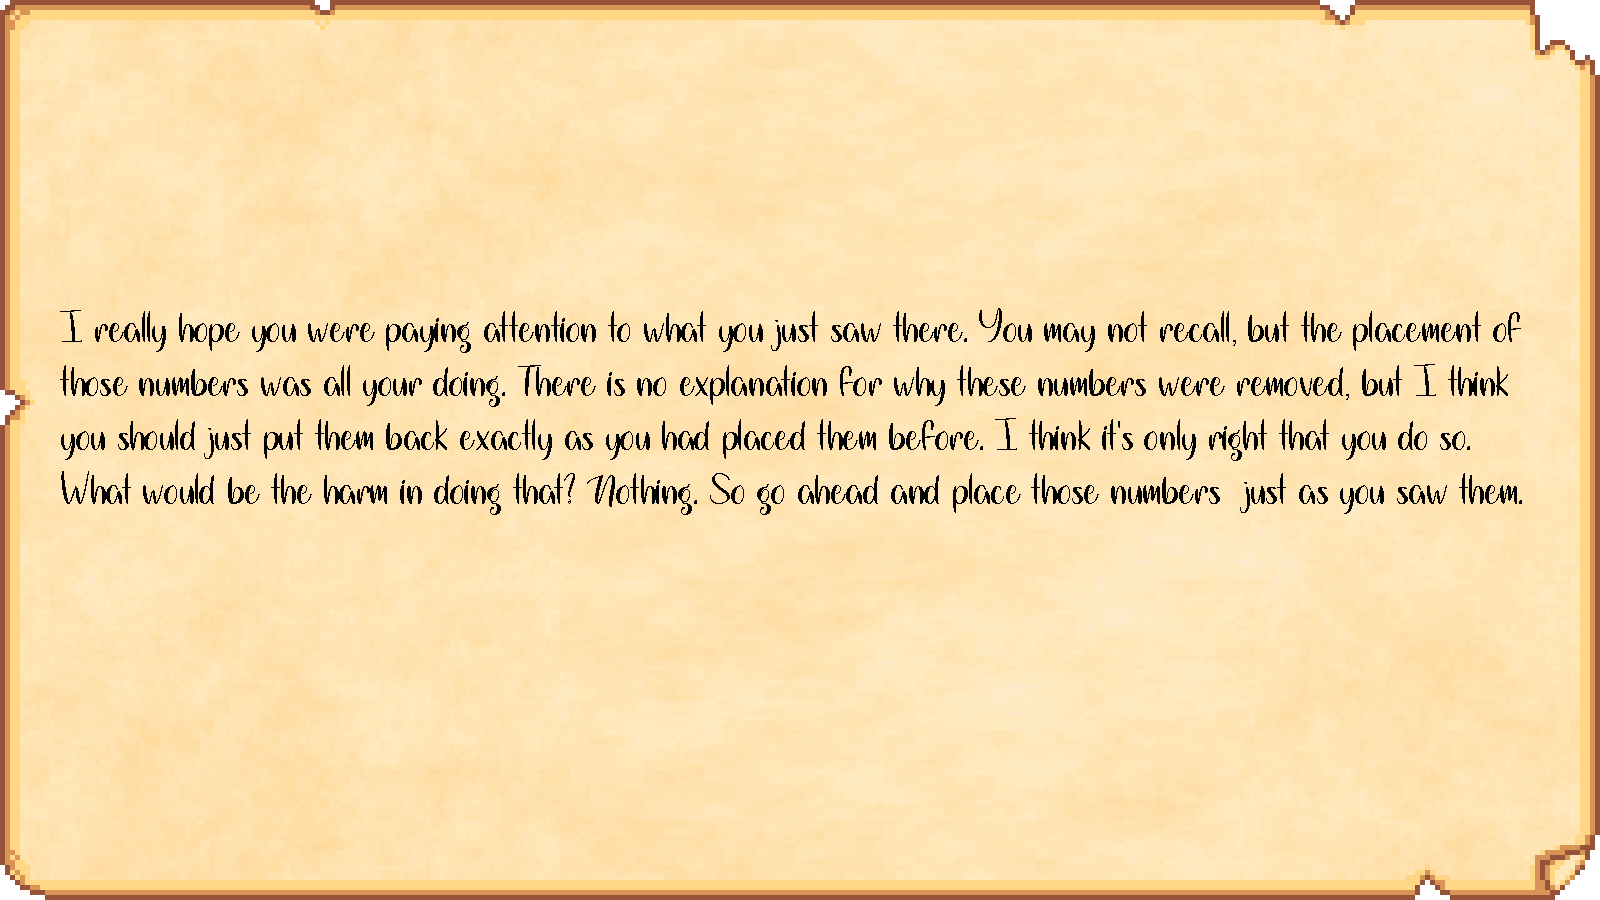 I really hope you were paying attention to what you just saw there. You may not recall, but the placement of
those numbers was all your doing. There is no explanation for why these numbers were removed, but I think
you should just put them back exactly as you had placed them before. I think it's only right that you do so.
What would be the harm in doing that? Nothing. So go ahead and place those numbers  just as you saw them.